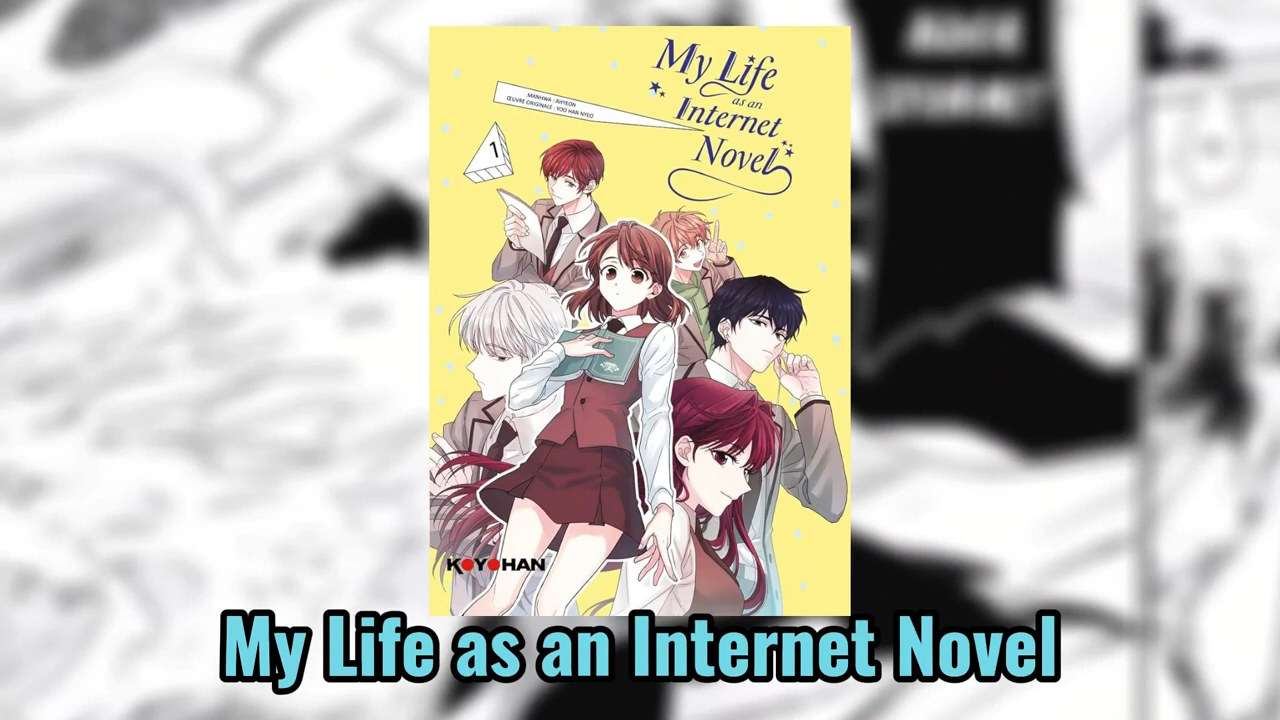 My Life
as an
Internet
Novel
MANHWA : AHYEON
ŒUVRE ORIGINALE : YOO HAN NYEO
1
KOYOHAN
My Life as an Internet Novel